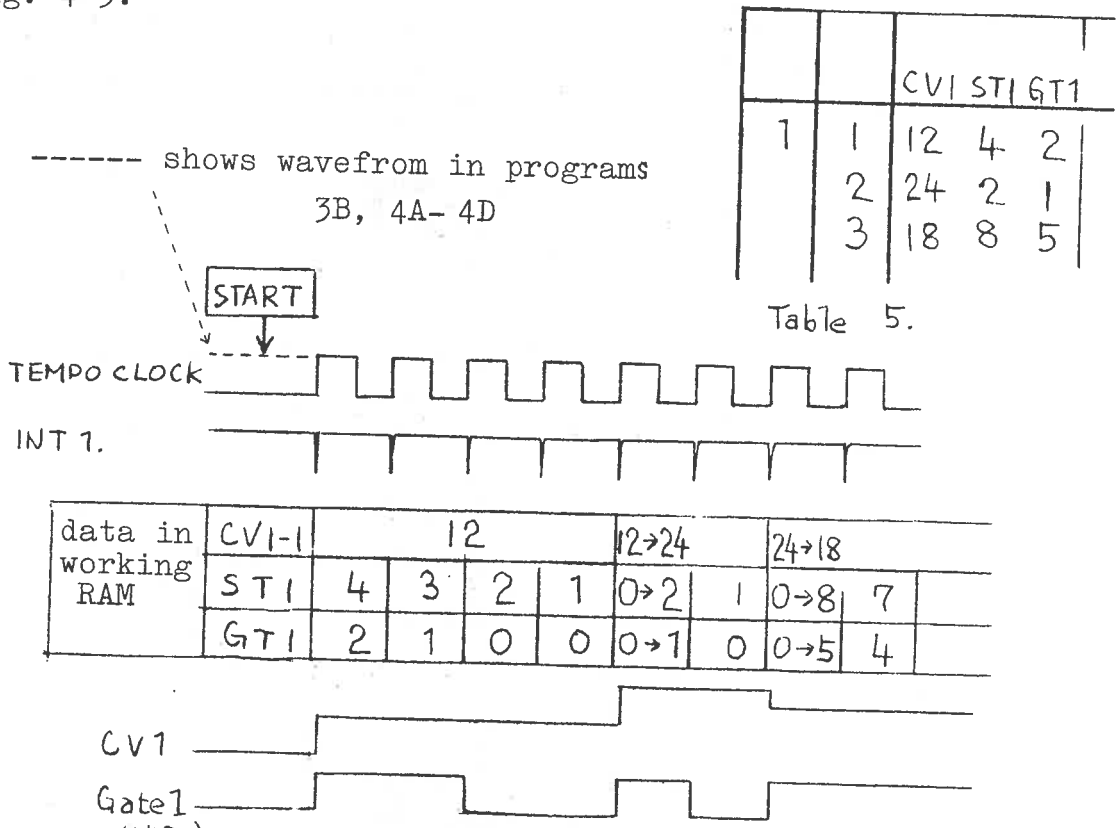 4-5.
CV1 ST1 GT1
1 1 12 4 2
2 24 2 1
3 18 8 5
Table 5.
------ shows wavefrom in programs
3B, 4A- 4D
START
TEMPO CLOCK
INT 1.
data in working RAM
CV1-1 12 12→24 24→18
ST1 4 3 2 1 0→2 1 0→8 7
GT1 2 1 0 0 0→1 0 0→5 4
CV1
Gate1